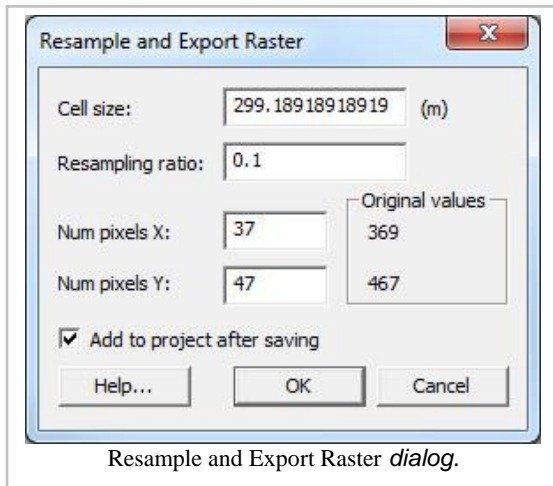 Resample and Export Raster
Cell size: 299.18918918919 (m)
Resampling ratio: 0.1
Original values
Num pixels X: 37 369
Num pixels Y: 47 467
Add to project after saving
Help... OK Cancel
Resample and Export Raster dialog.